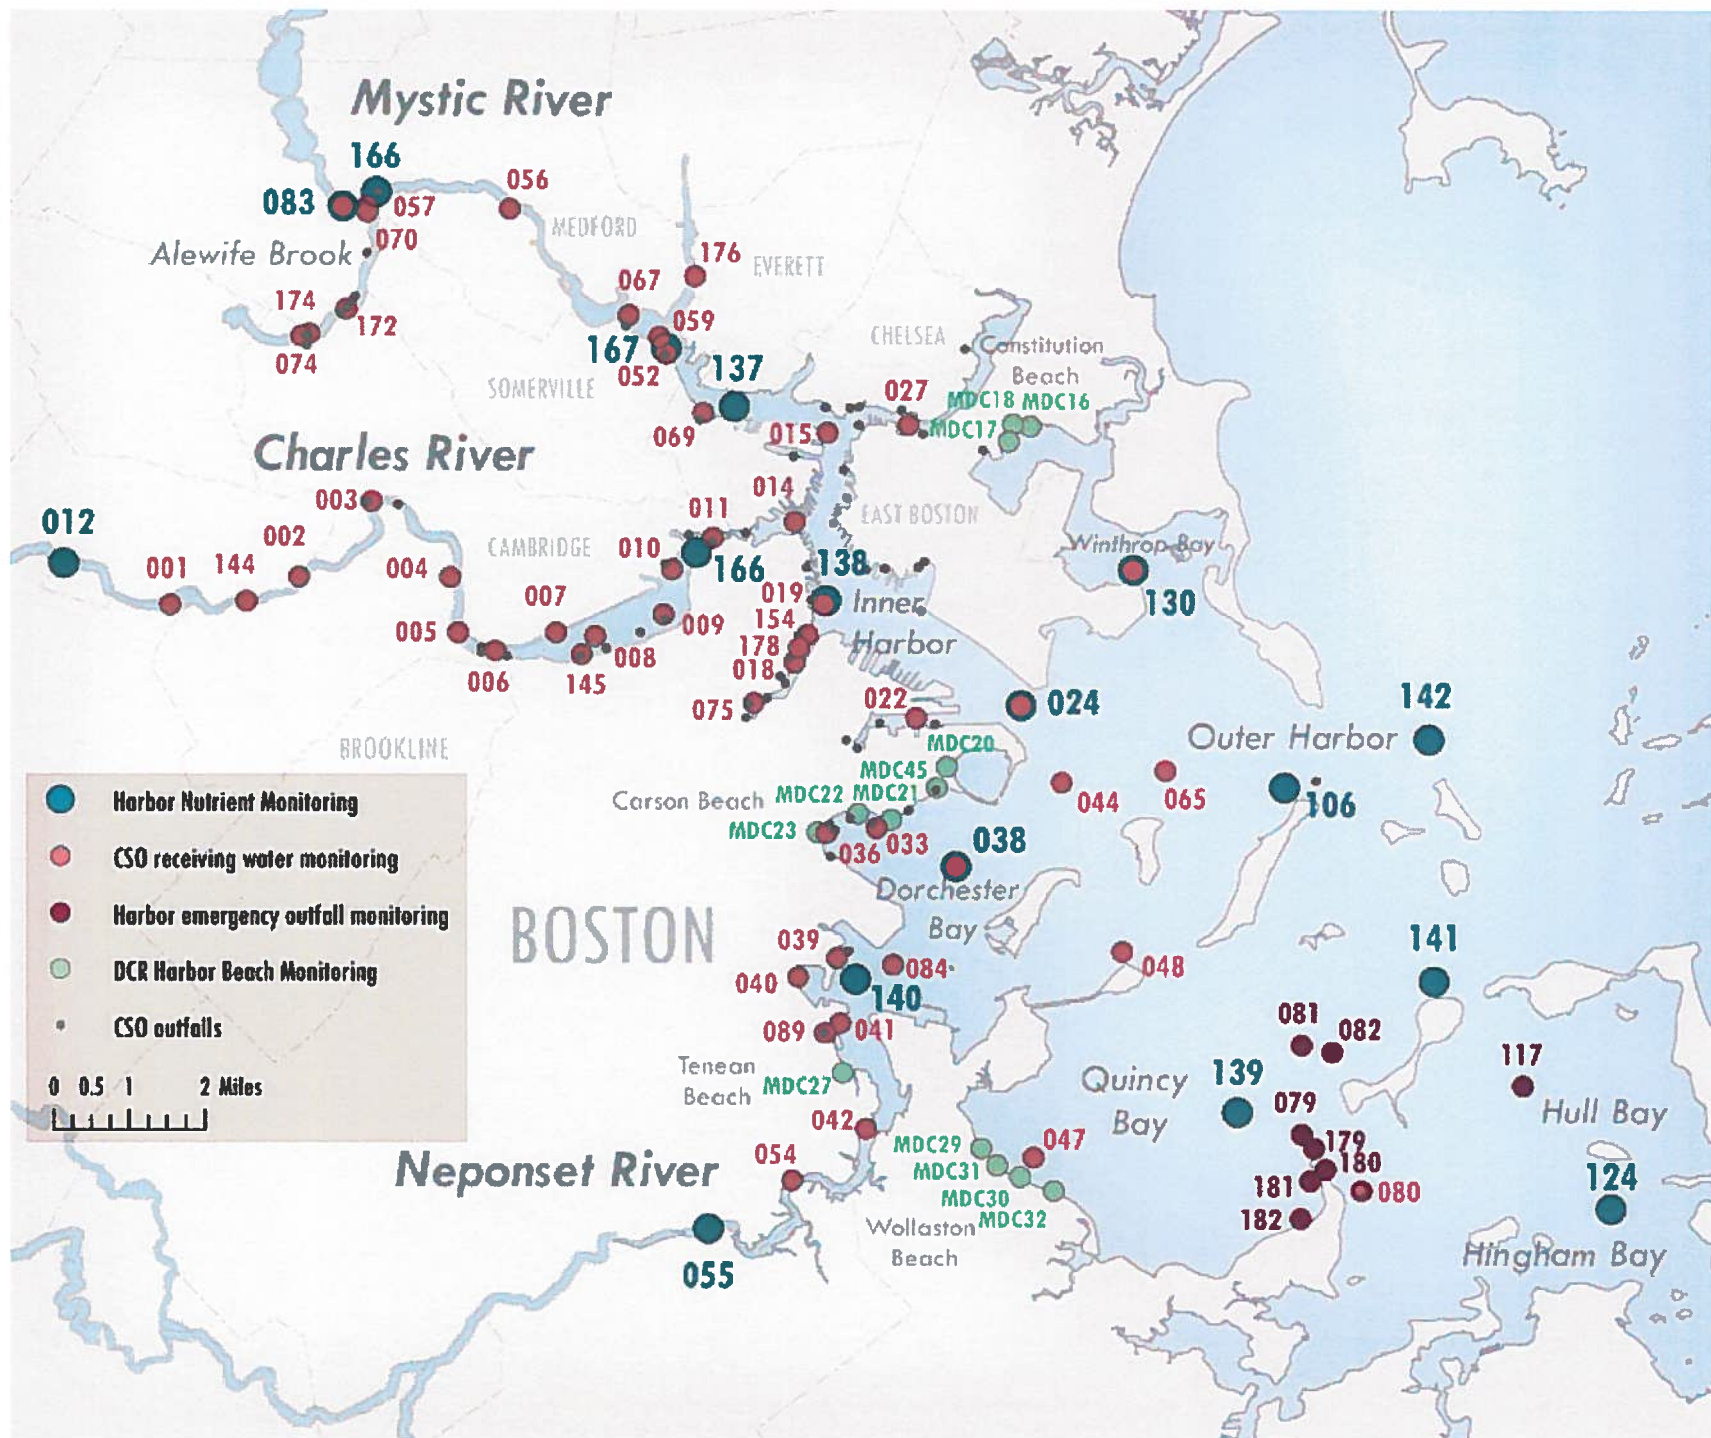 Mystic River
166
083
057
056
MEDFORD
070
Alewife Brook
176
EVERETT
067
174
172
059
074
167
052
137
CHELSEA
Constitution
Beach
SOMERVILLE
027
MDC18 MDC16
MDC17
069
015
Charles River
003
014
011
EAST BOSTON
012
002
001
144
004
CAMBRIDGE
010
166
138
Winthrop Bay
130
007
019
Inner
Harbor
005
009
154
178
008
018
006
145
075
022
024
142
BROOKLINE
MDC20
Outer Harbor
MDC45
044
065
106
Carson Beach
MDC22 MDC21
MDC23
036
033
038
Dorchester
Bay
BOSTON
039
084
048
141
040
140
089
041
081
082
117
Tenean
Beach
MDC27
Quincy
Bay
139
079
Hull Bay
042
047
MDC29
179
054
MDC31
180
Neponset River
MDC30
181
080
124
MDC32
182
Wollaston
Beach
055
Hingham Bay
Harbor Nutrient Monitoring
CSO receiving water monitoring
Harbor emergency outfall monitoring
DCR Harbor Beach Monitoring
CSO outfalls
0 0.5 1 2 Miles